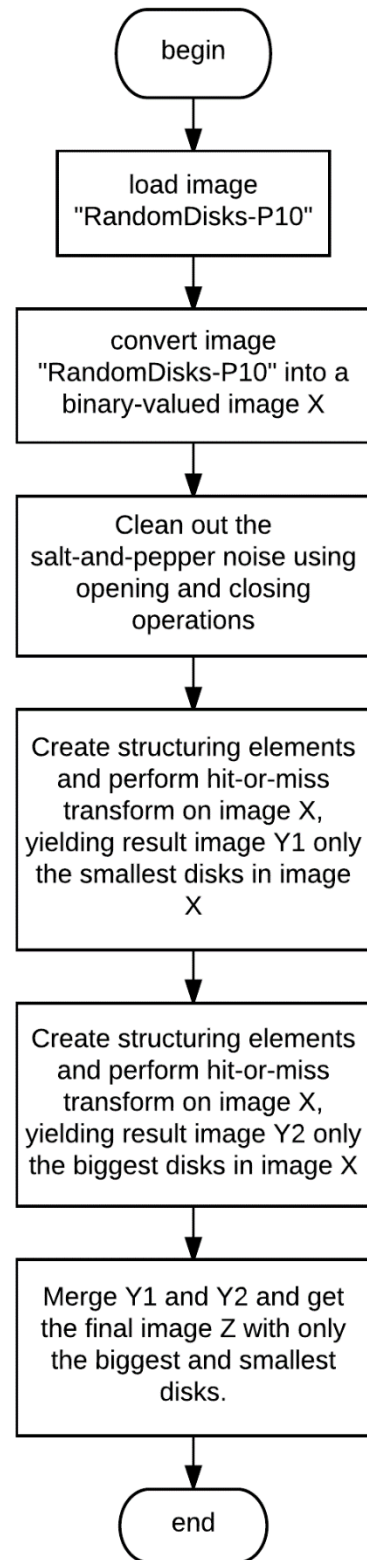 begin
load image
"RandomDisks-P10"
convert image
"RandomDisks-P10" into a
binary-valued image X
Clean out the
salt-and-pepper noise using
opening and closing
operations
Create structuring elements
and perform hit-or-miss
transform on image X,
yielding result image Y1 only
the smallest disks in image
X
Create structuring elements
and perform hit-or-miss
transform on image X,
yielding result image Y2 only
the biggest disks in image X
Merge Y1 and Y2 and get
the final image Z with only
the biggest and smallest
disks.
end